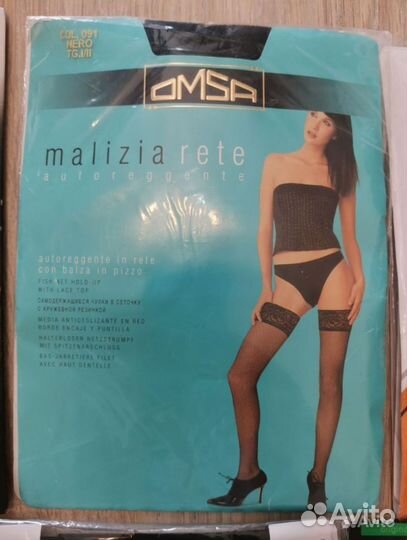 COL. 091
NERO
TG.I/II
OMSA
malizia rete
autoreggente
autoreggente in rete
con balza in pizzo
FISH NET HOLD UP
WITH LACE TOP
САМОДЕРЖАЩИЕСЯ ЧУЛКИ В СЕТОЧКУ
С КРУЖЕВНОЙ РЕЗИНКОЙ
MEDIA ANTIDESLIZANTE EN RED
BORDE ENCAJE Y PUNTILLA
HALTERLOSER NETZSTRUMPF
MIT SPITZENABSCHLUSS
BAS-JARRETIERE FILET
AVEC HAUT DENTELLE
Avito